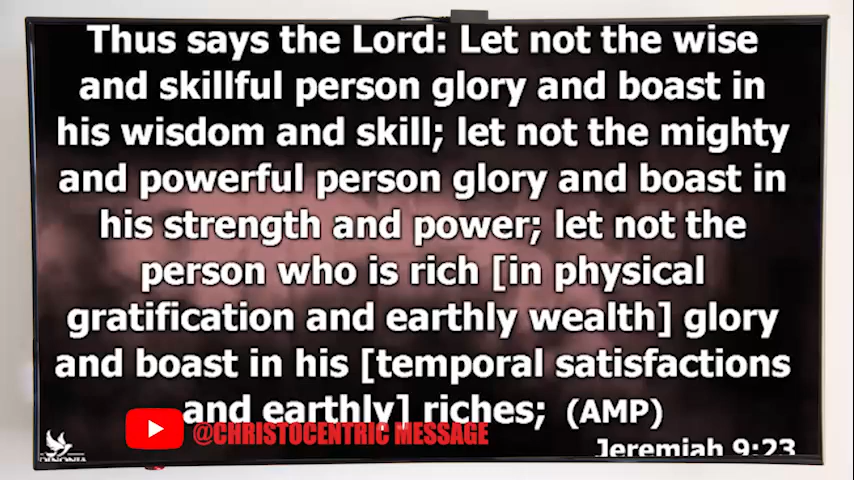 Thus says the Lord: Let not the wise
and skillful person glory and boast in
his wisdom and skill; let not the mighty
and powerful person glory and boast in
his strength and power; let not the
person who is rich [in physical
gratification and earthly wealth] glory
and boast in his [temporal satisfactions
and earthly] riches; (AMP)
@CHRISTOCENTRIC MESSAGE
Jeremiah 9:23